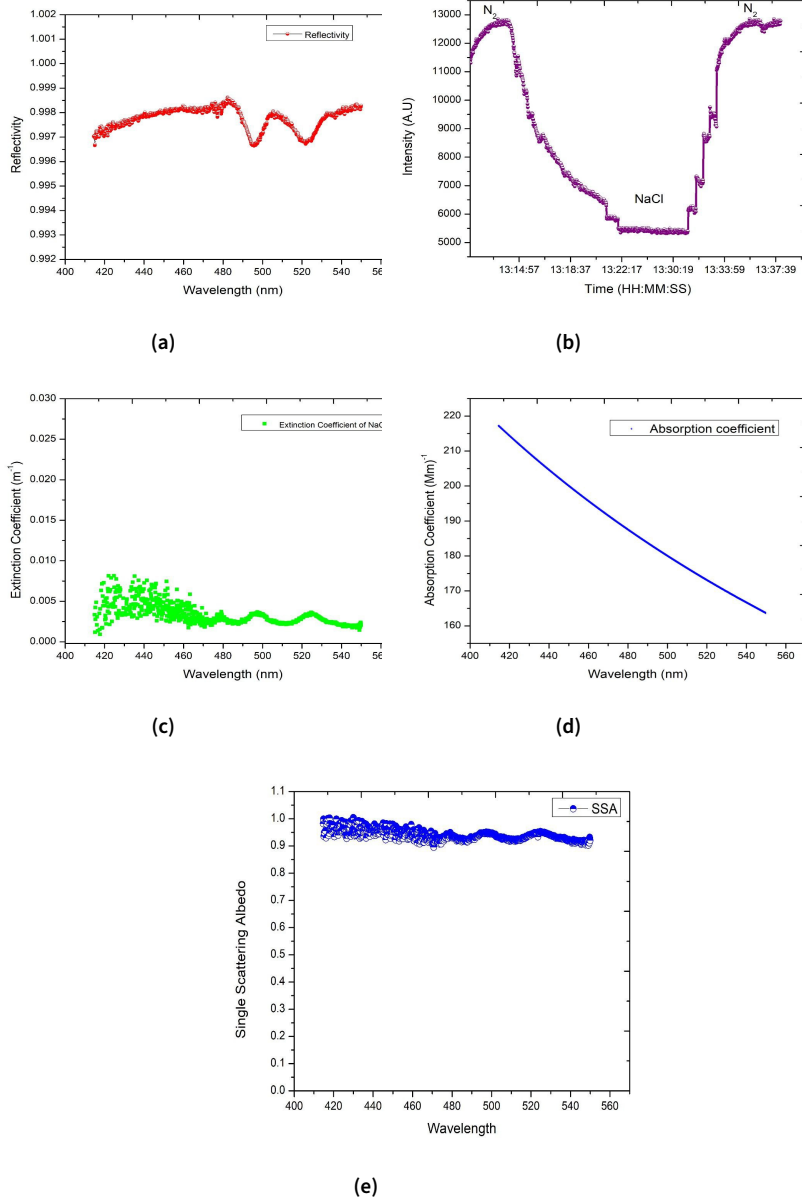 1.002
1.001
1.000
0.999
0.998
0.997
0.996
0.995
0.994
0.993
0.992
Reflectivity
Reflectivity
400 420 440 460 480 500 520 540 560
Wavelength (nm)
(a)
13000
12000
11000
10000
9000
8000
7000
6000
5000
Intensity (A.U)
N2
N2
NaCl
13:14:57 13:18:37 13:22:17 13:30:19 13:33:59 13:37:39
Time (HH:MM:SS)
(b)
0.030
0.025
0.020
0.015
0.010
0.005
0.000
Extinction Coefficient (m-1)
Extinction Coefficient of NaC
400 420 440 460 480 500 520 540 560
Wavelength (nm)
(c)
220
210
200
190
180
170
160
Absorption Coefficient (Mm)-1
Absorption coefficient
400 420 440 460 480 500 520 540 560
Wavelength (nm)
(d)
1.1
1.0
0.9
0.8
0.7
0.6
0.5
0.4
0.3
0.2
0.1
0.0
Single Scattering Albedo
SSA
400 420 440 460 480 500 520 540 560
Wavelength
(e)